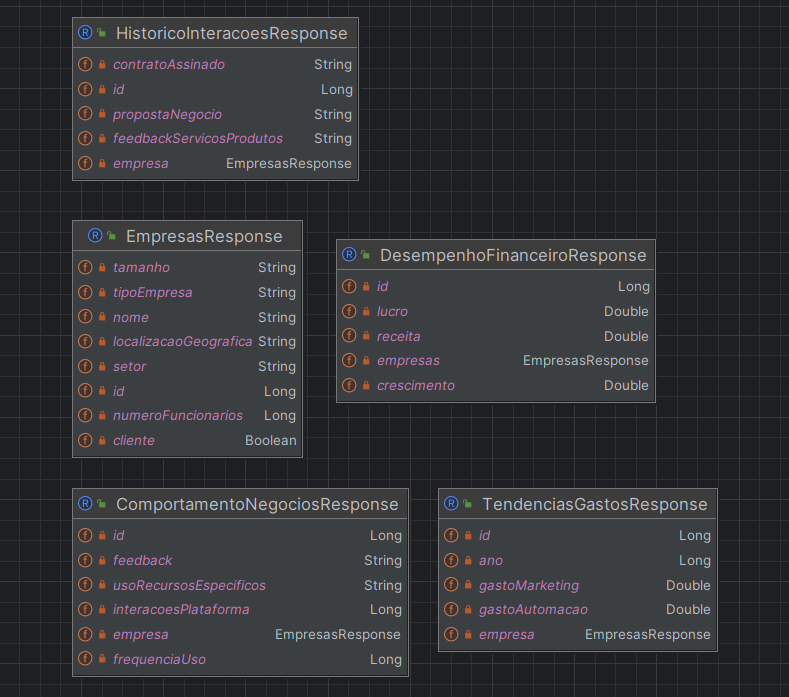 HistoricoInteracoesResponse
contratoAssinado String
id Long
propostaNegocio String
feedbackServicosProdutos String
empresa EmpresasResponse
EmpresasResponse
tamanho String
tipoEmpresa String
nome String
localizacaoGeografica String
setor String
id Long
numeroFuncionarios Long
cliente Boolean
DesempenhoFinanceiroResponse
id Long
lucro Double
receita Double
empresas EmpresasResponse
crescimento Double
ComportamentoNegociosResponse
id Long
feedback String
usoRecursosEspecificos String
interacoesPlataforma Long
empresa EmpresasResponse
frequenciaUso Long
TendenciasGastosResponse
id Long
ano Long
gastoMarketing Double
gastoAutomacao Double
empresa EmpresasResponse